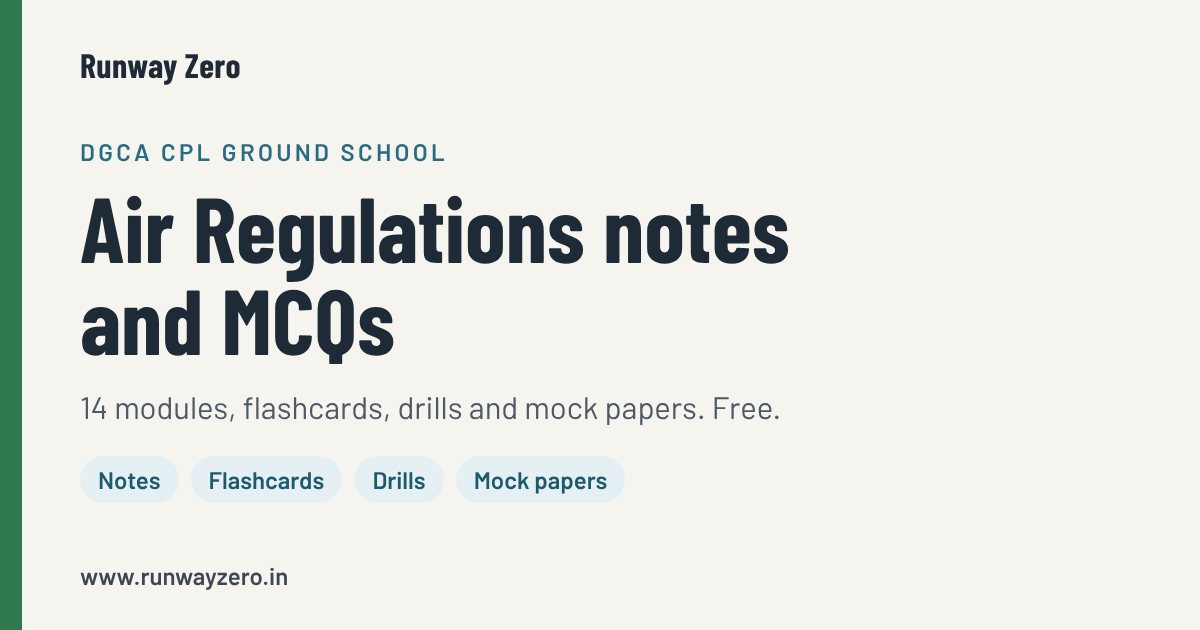 Runway Zero
DGCA CPL GROUND SCHOOL
Air Regulations notes
and MCQs
14 modules, flashcards, drills and mock papers. Free.
Notes Flashcards Drills Mock papers
www.runwayzero.in